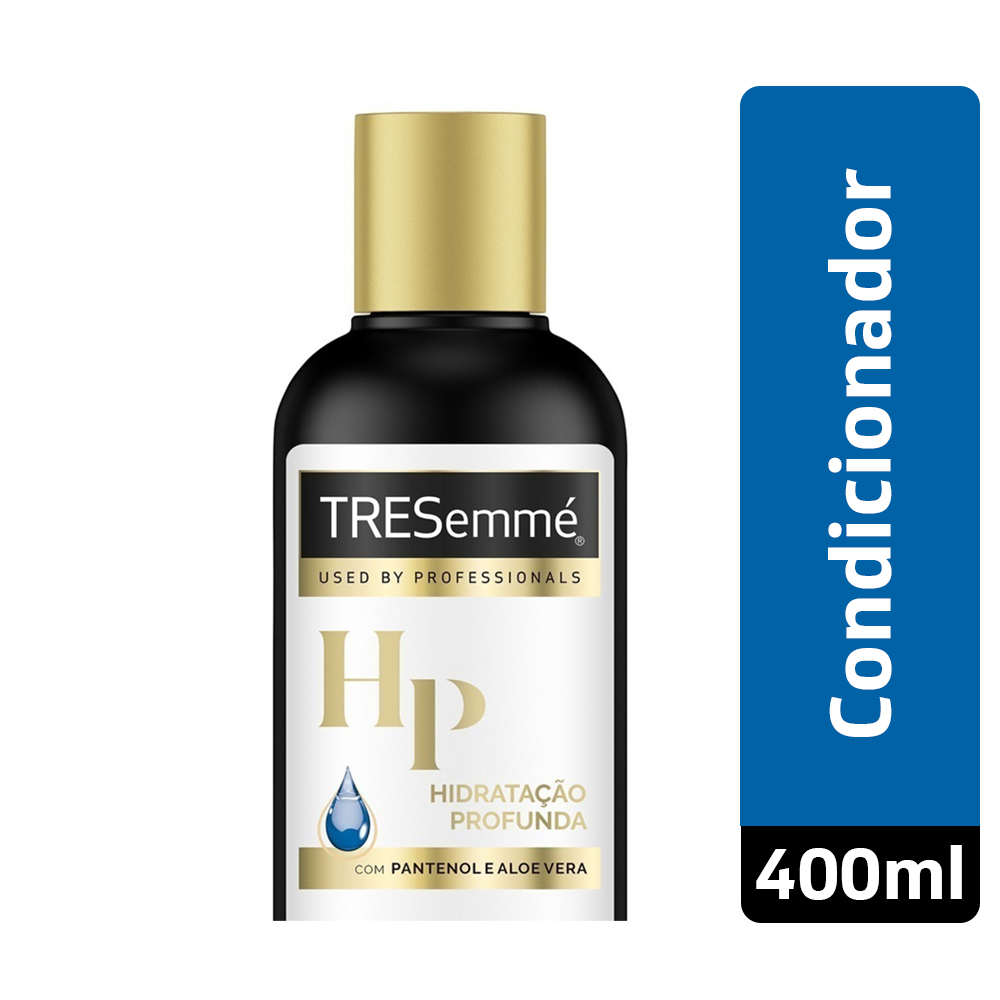 TRESemmé®
USED BY PROFESSIONALS
HP
HIDRATAÇÃO
PROFUNDA
COM PANTENOL E ALOE VERA
Condicionador
400ml